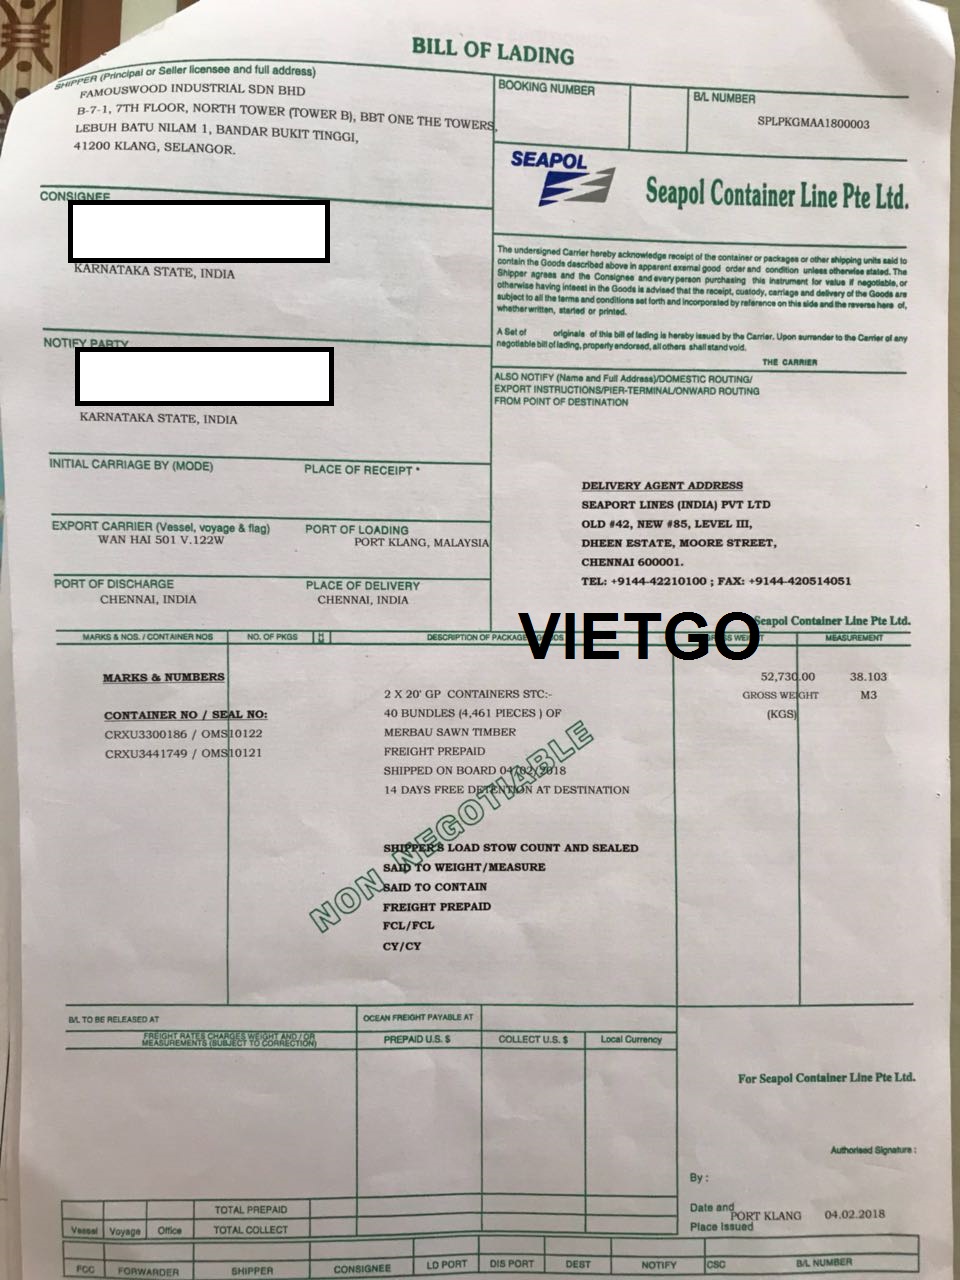 BILL OF LADING
SHIPPER (Principal or Seller licensee and full address)
FAMOUSWOOD INDUSTRIAL SDN BHD
B-7-1, 7TH FLOOR, NORTH TOWER (TOWER B), BBT ONE THE TOWERS,
LEBUH BATU NILAM 1, BANDAR BUKIT TINGGI,
41200 KLANG, SELANGOR.
BOOKING NUMBER
B/L NUMBER
SPLPKGMAA1800003
SEAPOL
Seapol Container Line Pte Ltd.
CONSIGNEE
KARNATAKA STATE, INDIA
The undersigned Carrier hereby acknowledge receipt of the container or packages or other shipping units said to
contain the Goods described above in apparent exernal good order and condition unless otherwise stated. The
Shipper agrees and the Consignee and every person purchasing this instrument for value if negotiable, or
otherwise having interest in the Goods is advised that the receipt, custody, carriage and delivery of the Goods are
subject to all the terms and conditions set forth and incorporated by reference on this side and the reverse here of,
whether written, started or printed.
A Set of originals of this bill of lading is hereby issued by the Carrier. Upon surrender to the Carrier of any
negotiable bill of lading, properly endorsed, all others shall stand void.
THE CARRIER
NOTIFY PARTY
KARNATAKA STATE, INDIA
ALSO NOTIFY (Name and Full Address)/DOMESTIC ROUTING/
EXPORT INSTRUCTIONS/PIER-TERMINAL/ONWARD ROUTING
FROM POINT OF DESTINATION
INITIAL CARRIAGE BY (MODE)
PLACE OF RECEIPT *
EXPORT CARRIER (Vessel, voyage & flag)
WAN HAI 501 V.122W
PORT OF LOADING
PORT KLANG, MALAYSIA
PORT OF DISCHARGE
CHENNAI, INDIA
PLACE OF DELIVERY
CHENNAI, INDIA
DELIVERY AGENT ADDRESS
SEAPORT LINES (INDIA) PVT LTD
OLD #42, NEW #85, LEVEL III,
DHEEN ESTATE, MOORE STREET,
CHENNAI 600001.
TEL: +9144-42210100 ; FAX: +9144-420514051
VIETGO
Seapol Container Line Pte Ltd.
MARKS & NOS. / CONTAINER NOS
NO. OF PKGS
DESCRIPTION OF PACKAGE
MEASUREMENT
MARKS & NUMBERS
CONTAINER NO / SEAL NO:
CRXU3300186 / OMS10122
CRXU3441749 / OMS10121
2 X 20' GP CONTAINERS STC:-
40 BUNDLES (4,461 PIECES ) OF
MERBAU SAWN TIMBER
FREIGHT PREPAID
SHIPPED ON BOARD 04/02/2018
14 DAYS FREE DETENTION AT DESTINATION
52,730.00
GROSS WEIGHT
(KGS)
38.103
M3
NON NEGOTIABLE
SHIPPER'S LOAD STOW COUNT AND SEALED
SAID TO WEIGHT/MEASURE
SAID TO CONTAIN
FREIGHT PREPAID
FCL/FCL
CY/CY
B/L TO BE RELEASED AT
OCEAN FREIGHT PAYABLE AT
FREIGHT RATES CHARGES WEIGHT AND / OR
MEASUREMENTS (SUBJECT TO CORRECTION)
PREPAID U.S. $
COLLECT U.S. $
Local Currency
For Seapol Container Line Pte Ltd.
Authorised Signature :
By :
Date and
Place Issued
PORT KLANG 04.02.2018
TOTAL PREPAID
Vessel Voyage Office TOTAL COLLECT
FCC FORWARDER SHIPPER CONSIGNEE LD PORT DIS PORT DEST NOTIFY CSC B/L NUMBER